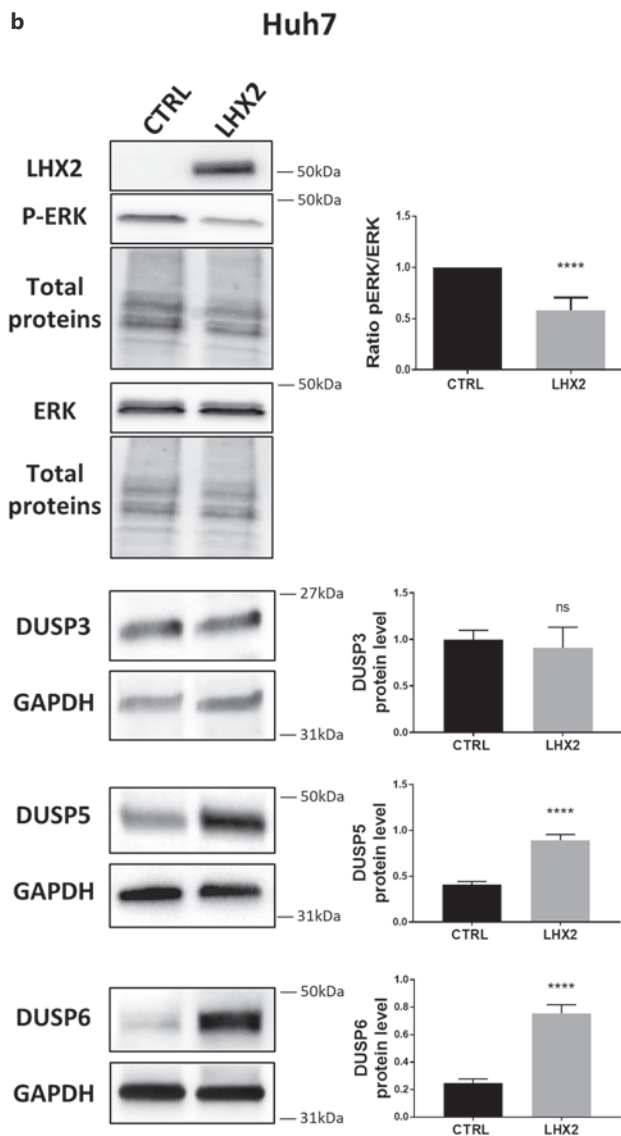 b
Huh7
CTRL
LHX2
LHX2
50kDa
P-ERK
50kDa
Total
proteins
Ratio pERK/ERK
1.5
1.0
0.5
0.0
****
CTRL
LHX2
ERK
50kDa
Total
proteins
DUSP3
27kDa
GAPDH
31kDa
DUSP3
protein level
1.5
1.0
0.5
0.0
ns
CTRL
LHX2
DUSP5
50kDa
GAPDH
31kDa
DUSP5
protein level
1.5
1.0
0.5
0.0
****
CTRL
LHX2
DUSP6
50kDa
GAPDH
31kDa
DUSP6
protein level
0.8
0.6
0.4
0.2
0.0
****
CTRL
LHX2